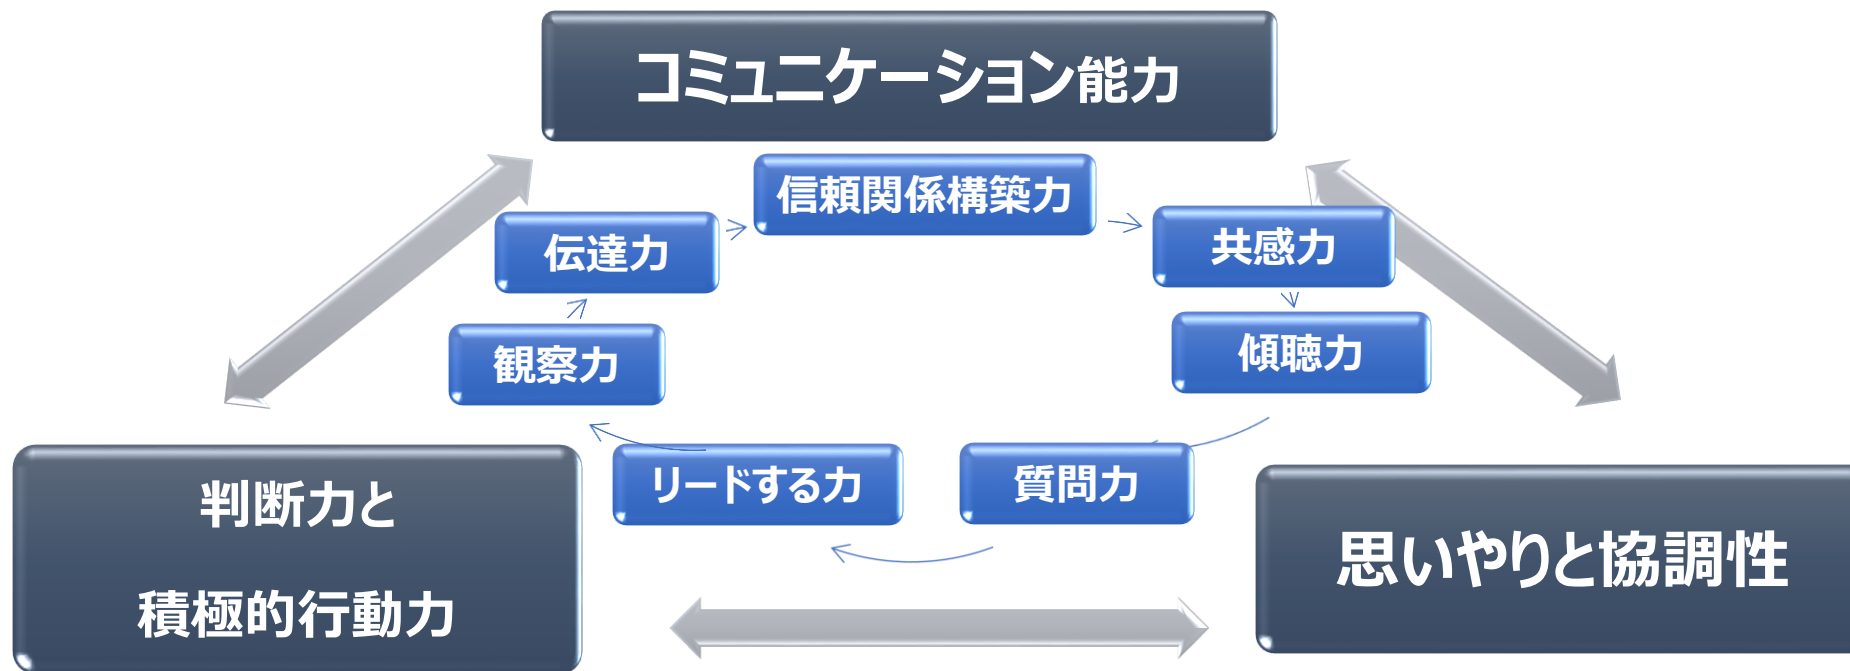 コミュニケーション能力
信頼関係構築力
伝達力
共感力
観察力
傾聴力
リードする力
質問力
判断力と
積極的行動力
思いやりと協調性